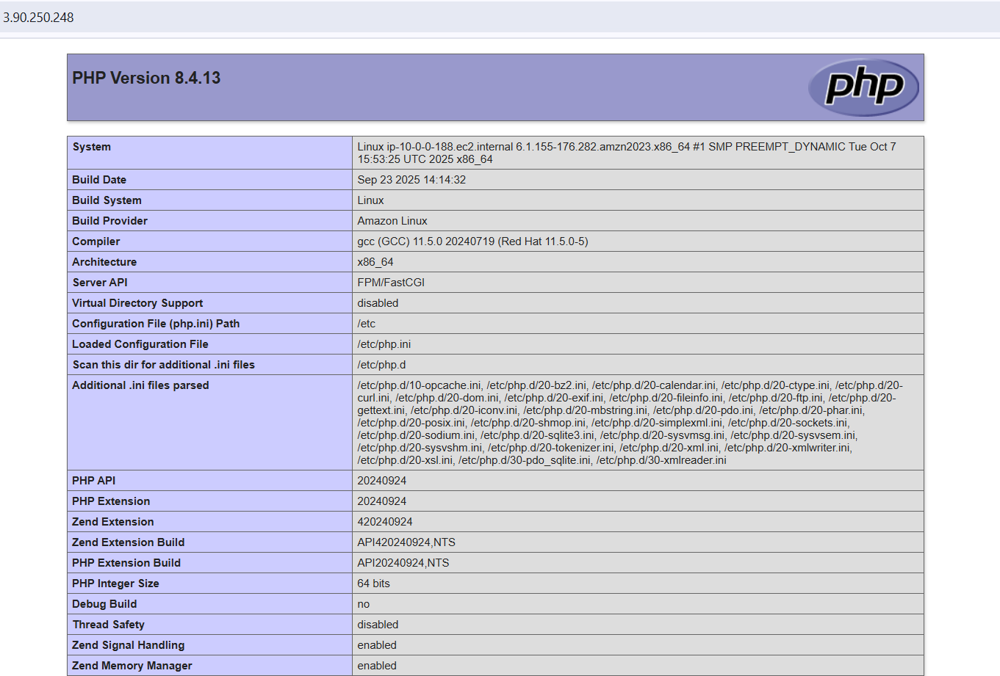 3.90.250.248
PHP Version 8.4.13
php
System
Linux ip-10-0-0-188.ec2.internal 6.1.155-176.282.amzn2023.x86_64 #1 SMP PREEMPT_DYNAMIC Tue Oct 7
15:53:25 UTC 2025 x86_64
Build Date
Sep 23 2025 14:14:32
Build System
Linux
Build Provider
Amazon Linux
Compiler
gcc (GCC) 11.5.0 20240719 (Red Hat 11.5.0-5)
Architecture
x86_64
Server API
FPM/FastCGI
Virtual Directory Support
disabled
Configuration File (php.ini) Path
/etc
Loaded Configuration File
/etc/php.ini
Scan this dir for additional .ini files
/etc/php.d
Additional .ini files parsed
/etc/php.d/10-opcache.ini, /etc/php.d/20-bz2.ini, /etc/php.d/20-calendar.ini, /etc/php.d/20-ctype.ini, /etc/php.d/20-
curl.ini, /etc/php.d/20-dom.ini, /etc/php.d/20-exif.ini, /etc/php.d/20-fileinfo.ini, /etc/php.d/20-ftp.ini, /etc/php.d/20-
gettext.ini, /etc/php.d/20-iconv.ini, /etc/php.d/20-mbstring.ini, /etc/php.d/20-pdo.ini, /etc/php.d/20-phar.ini,
/etc/php.d/20-posix.ini, /etc/php.d/20-shmop.ini, /etc/php.d/20-simplexml.ini, /etc/php.d/20-sockets.ini,
/etc/php.d/20-sodium.ini, /etc/php.d/20-sqlite3.ini, /etc/php.d/20-sysvmsg.ini, /etc/php.d/20-sysvsem.ini,
/etc/php.d/20-sysvshm.ini, /etc/php.d/20-tokenizer.ini, /etc/php.d/20-xml.ini, /etc/php.d/20-xmlwriter.ini,
/etc/php.d/20-xsl.ini, /etc/php.d/30-pdo_sqlite.ini, /etc/php.d/30-xmlreader.ini
PHP API
20240924
PHP Extension
20240924
Zend Extension
420240924
Zend Extension Build
API420240924,NTS
PHP Extension Build
API20240924,NTS
PHP Integer Size
64 bits
Debug Build
no
Thread Safety
disabled
Zend Signal Handling
enabled
Zend Memory Manager
enabled